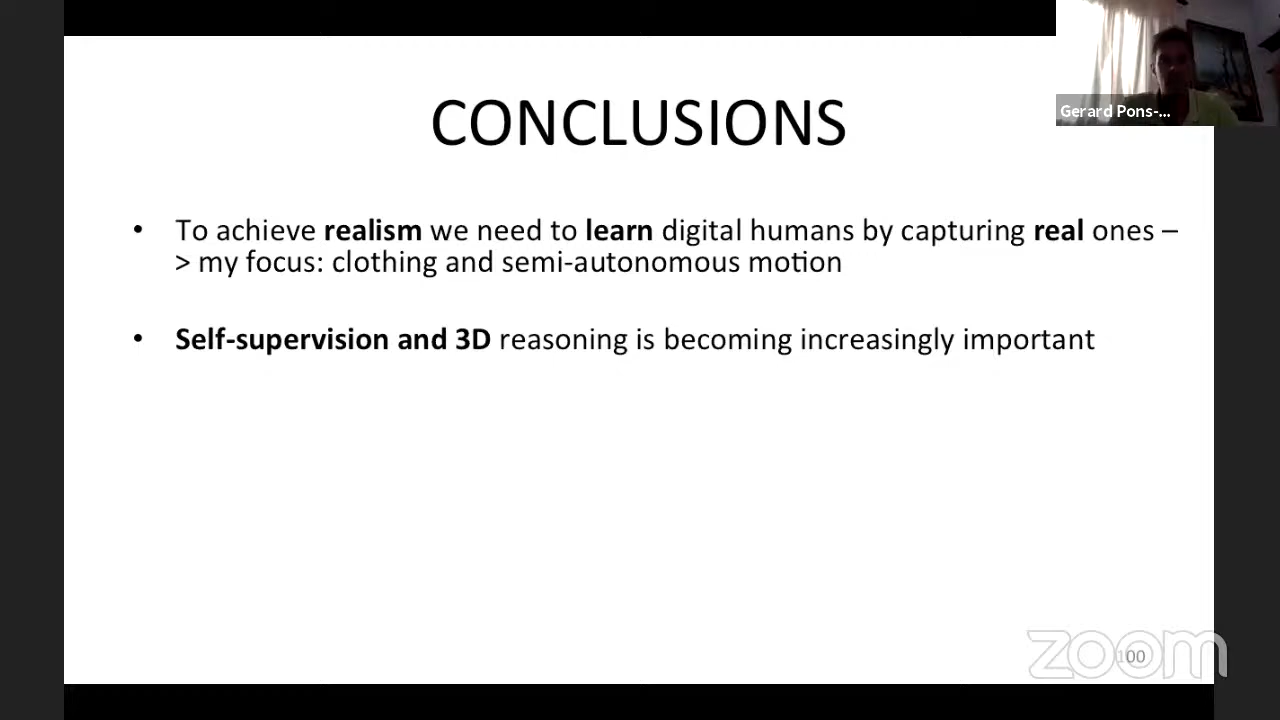 Gerard Pons-...
CONCLUSIONS
• To achieve realism we need to learn digital humans by capturing real ones –
> my focus: clothing and semi-autonomous motion
• Self-supervision and 3D reasoning is becoming increasingly important
zoom
100